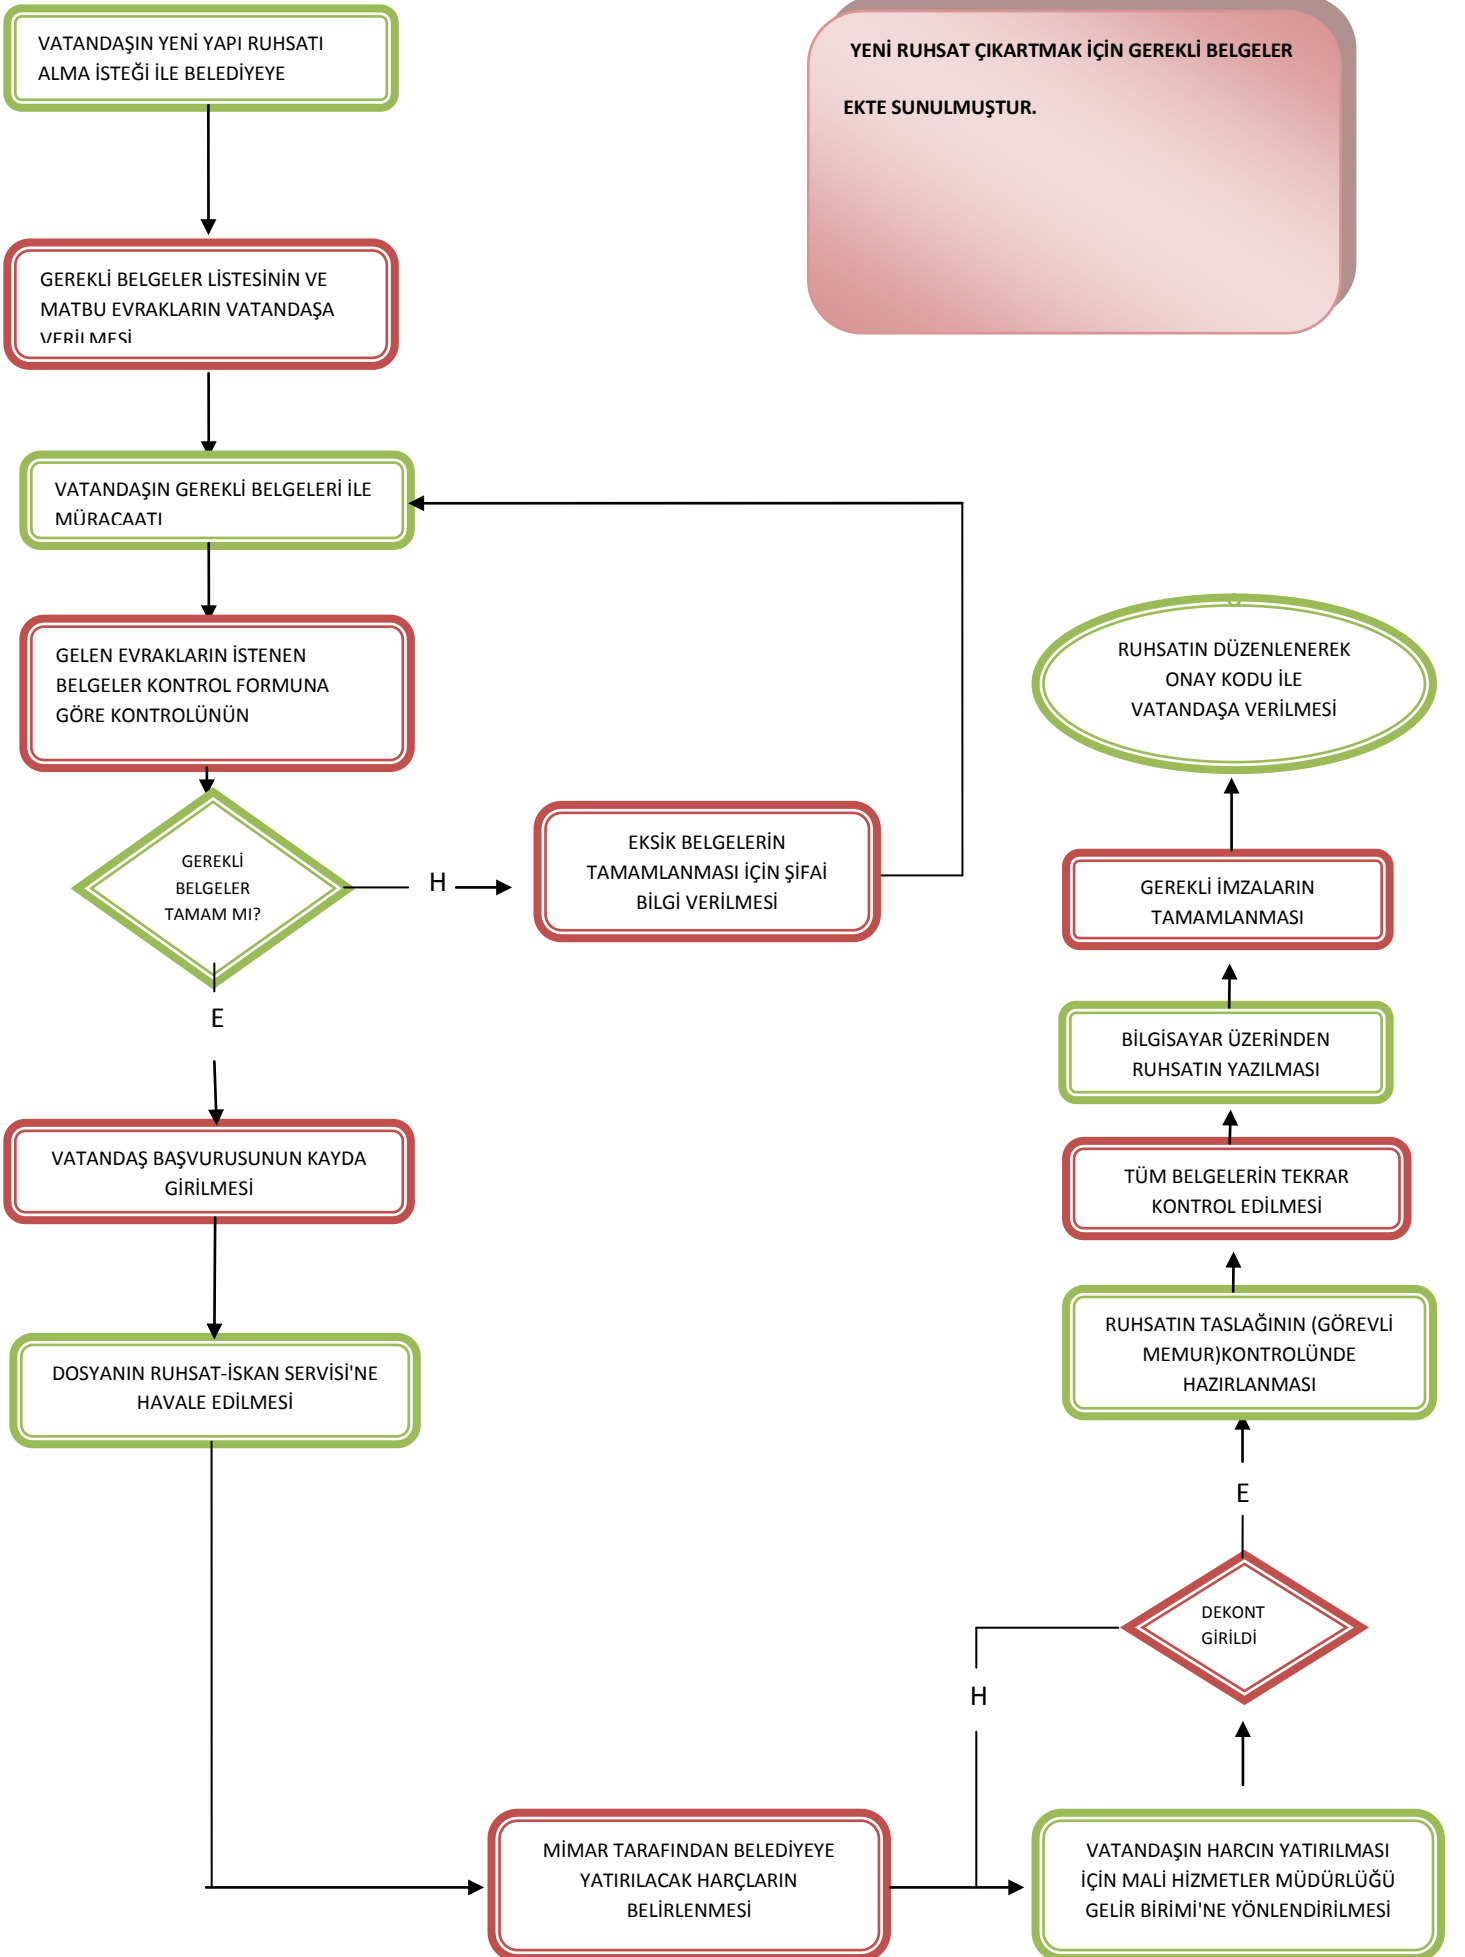 VATANDAŞIN YENİ YAPI RUHSATI
ALMA İSTEĞİ İLE BELEDİYEYE
YENİ RUHSAT ÇIKARTMAK İÇİN GEREKLİ BELGELER
EKTE SUNULMUŞTUR.
GEREKLİ BELGELER LİSTESİNİN VE
MATBU EVRAKLARIN VATANDAŞA
VERİLMESİ
VATANDAŞIN GEREKLİ BELGELERİ İLE
MÜRACAATI
GELEN EVRAKLARIN İSTENEN
BELGELER KONTROL FORMUNA
GÖRE KONTROLÜNÜN
GEREKLİ
BELGELER
TAMAM MI?
H
EKSİK BELGELERİN
TAMAMLANMASI İÇİN ŞİFAİ
BİLGİ VERİLMESİ
E
VATANDAŞ BAŞVURUSUNUN KAYDA
GİRİLMESİ
DOSYANIN RUHSAT-İSKAN SERVİSİ'NE
HAVALE EDİLMESİ
MİMAR TARAFINDAN BELEDİYEYE
YATIRILACAK HARÇLARIN
BELİRLENMESİ
VATANDAŞIN HARCIN YATIRILMASI
İÇİN MALİ HİZMETLER MÜDÜRLÜĞÜ
GELİR BİRİMİ'NE YÖNLENDİRİLMESİ
DEKONT
GİRİLDİ
H
E
RUHSATIN TASLAĞININ (GÖREVLİ
MEMUR)KONTROLÜNDE
HAZIRLANMASI
TÜM BELGELERİN TEKRAR
KONTROL EDİLMESİ
BİLGİSAYAR ÜZERİNDEN
RUHSATIN YAZILMASI
GEREKLİ İMZALARIN
TAMAMLANMASI
RUHSATIN DÜZENLENEREK
ONAY KODU İLE
VATANDAŞA VERİLMESİ